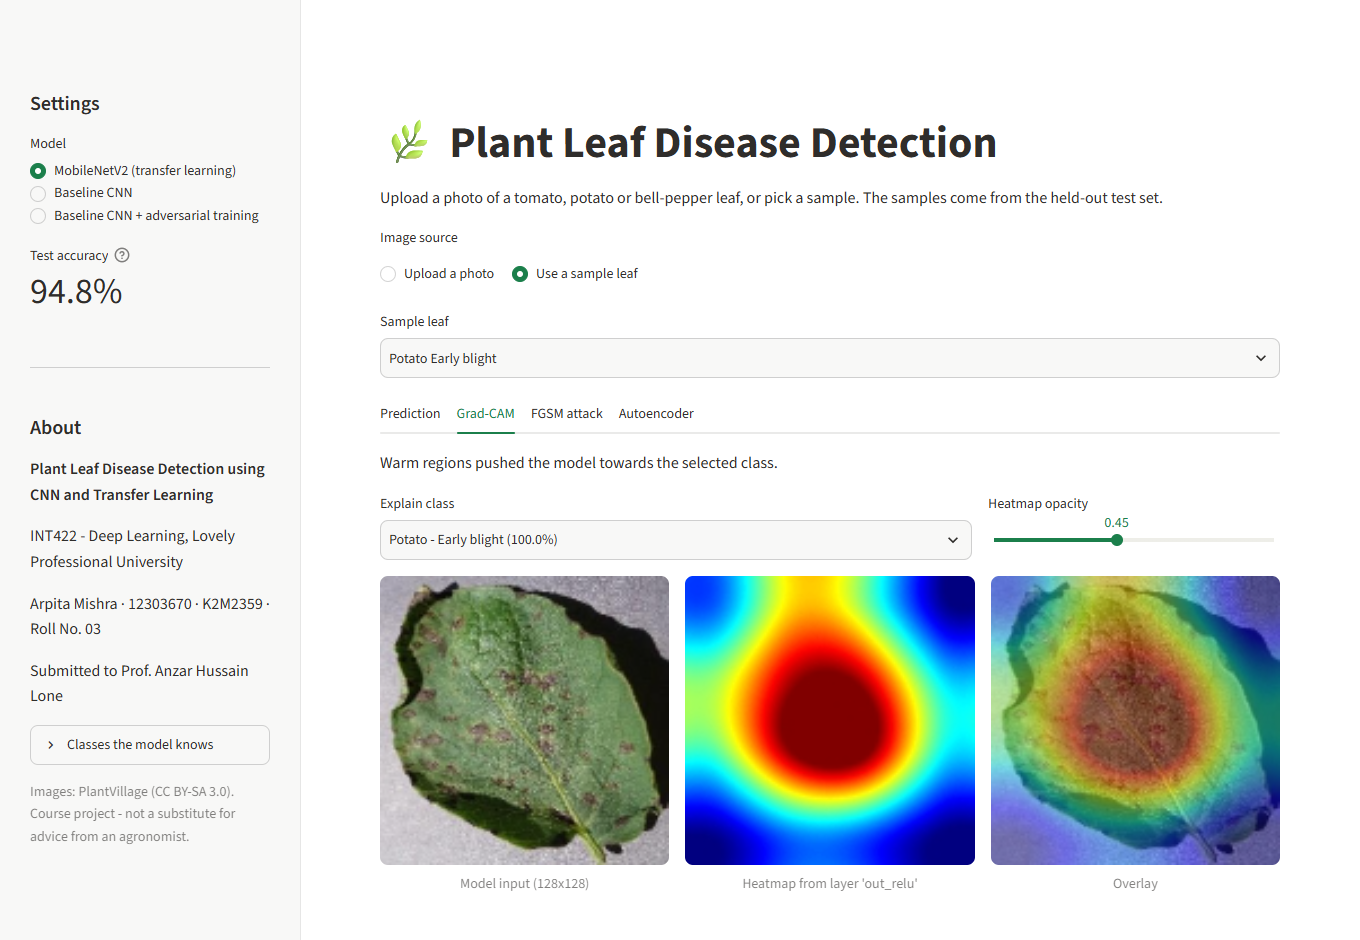 Settings
Model
MobileNetV2 (transfer learning)
Baseline CNN
Baseline CNN + adversarial training
Test accuracy ?
94.8%
About
Plant Leaf Disease Detection using
CNN and Transfer Learning
INT422 - Deep Learning, Lovely
Professional University
Arpita Mishra · 12303670 · K2M2359 ·
Roll No. 03
Submitted to Prof. Anzar Hussain
Lone
Classes the model knows
Images: PlantVillage (CC BY-SA 3.0).
Course project - not a substitute for
advice from an agronomist.
Plant Leaf Disease Detection
Upload a photo of a tomato, potato or bell-pepper leaf, or pick a sample. The samples come from the held-out test set.
Image source
Upload a photo
Use a sample leaf
Sample leaf
Potato Early blight
Prediction Grad-CAM FGSM attack Autoencoder
Warm regions pushed the model towards the selected class.
Explain class
Potato - Early blight (100.0%)
Heatmap opacity
0.45
Model input (128x128)
Heatmap from layer 'out_relu'
Overlay